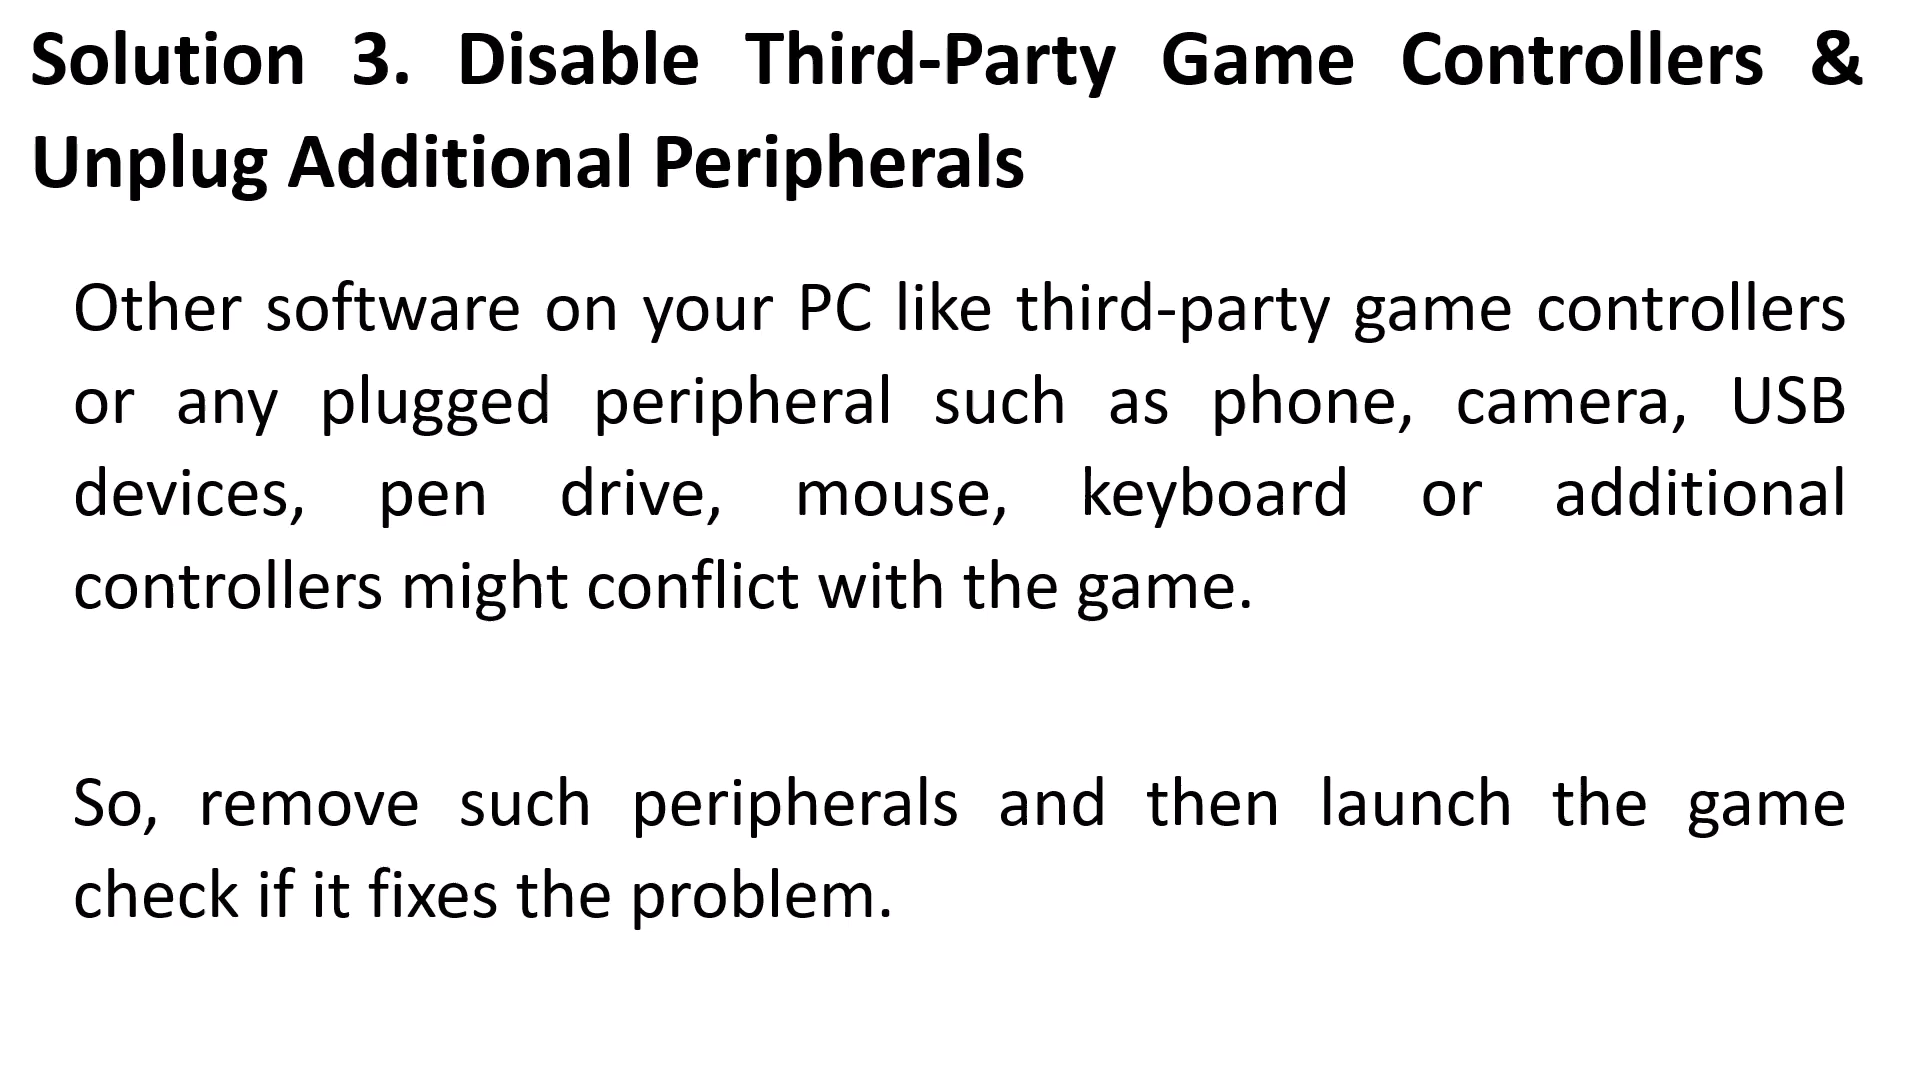 Solution 3. Disable Third-Party Game Controllers &
Unplug Additional Peripherals
Other software on your PC like third-party game controllers
or any plugged peripheral such as phone, camera, USB
devices, pen drive, mouse, keyboard or additional
controllers might conflict with the game.
So, remove such peripherals and then launch the game
check if it fixes the problem.